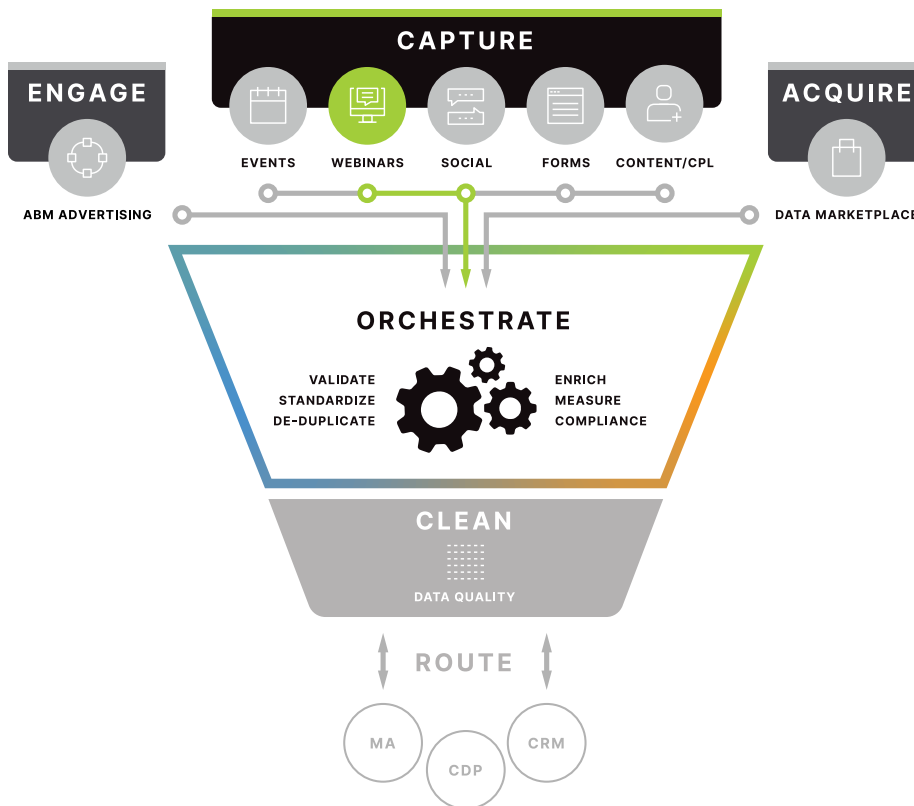 CAPTURE
ENGAGE
ACQUIRE
EVENTS
WEBINARS
SOCIAL
FORMS
CONTENT/CPL
ABM ADVERTISING
DATA MARKETPLACE
ORCHESTRATE
VALIDATE
STANDARDIZE
DE-DUPLICATE
ENRICH
MEASURE
COMPLIANCE
CLEAN
DATA QUALITY
ROUTE
MA
CDP
CRM